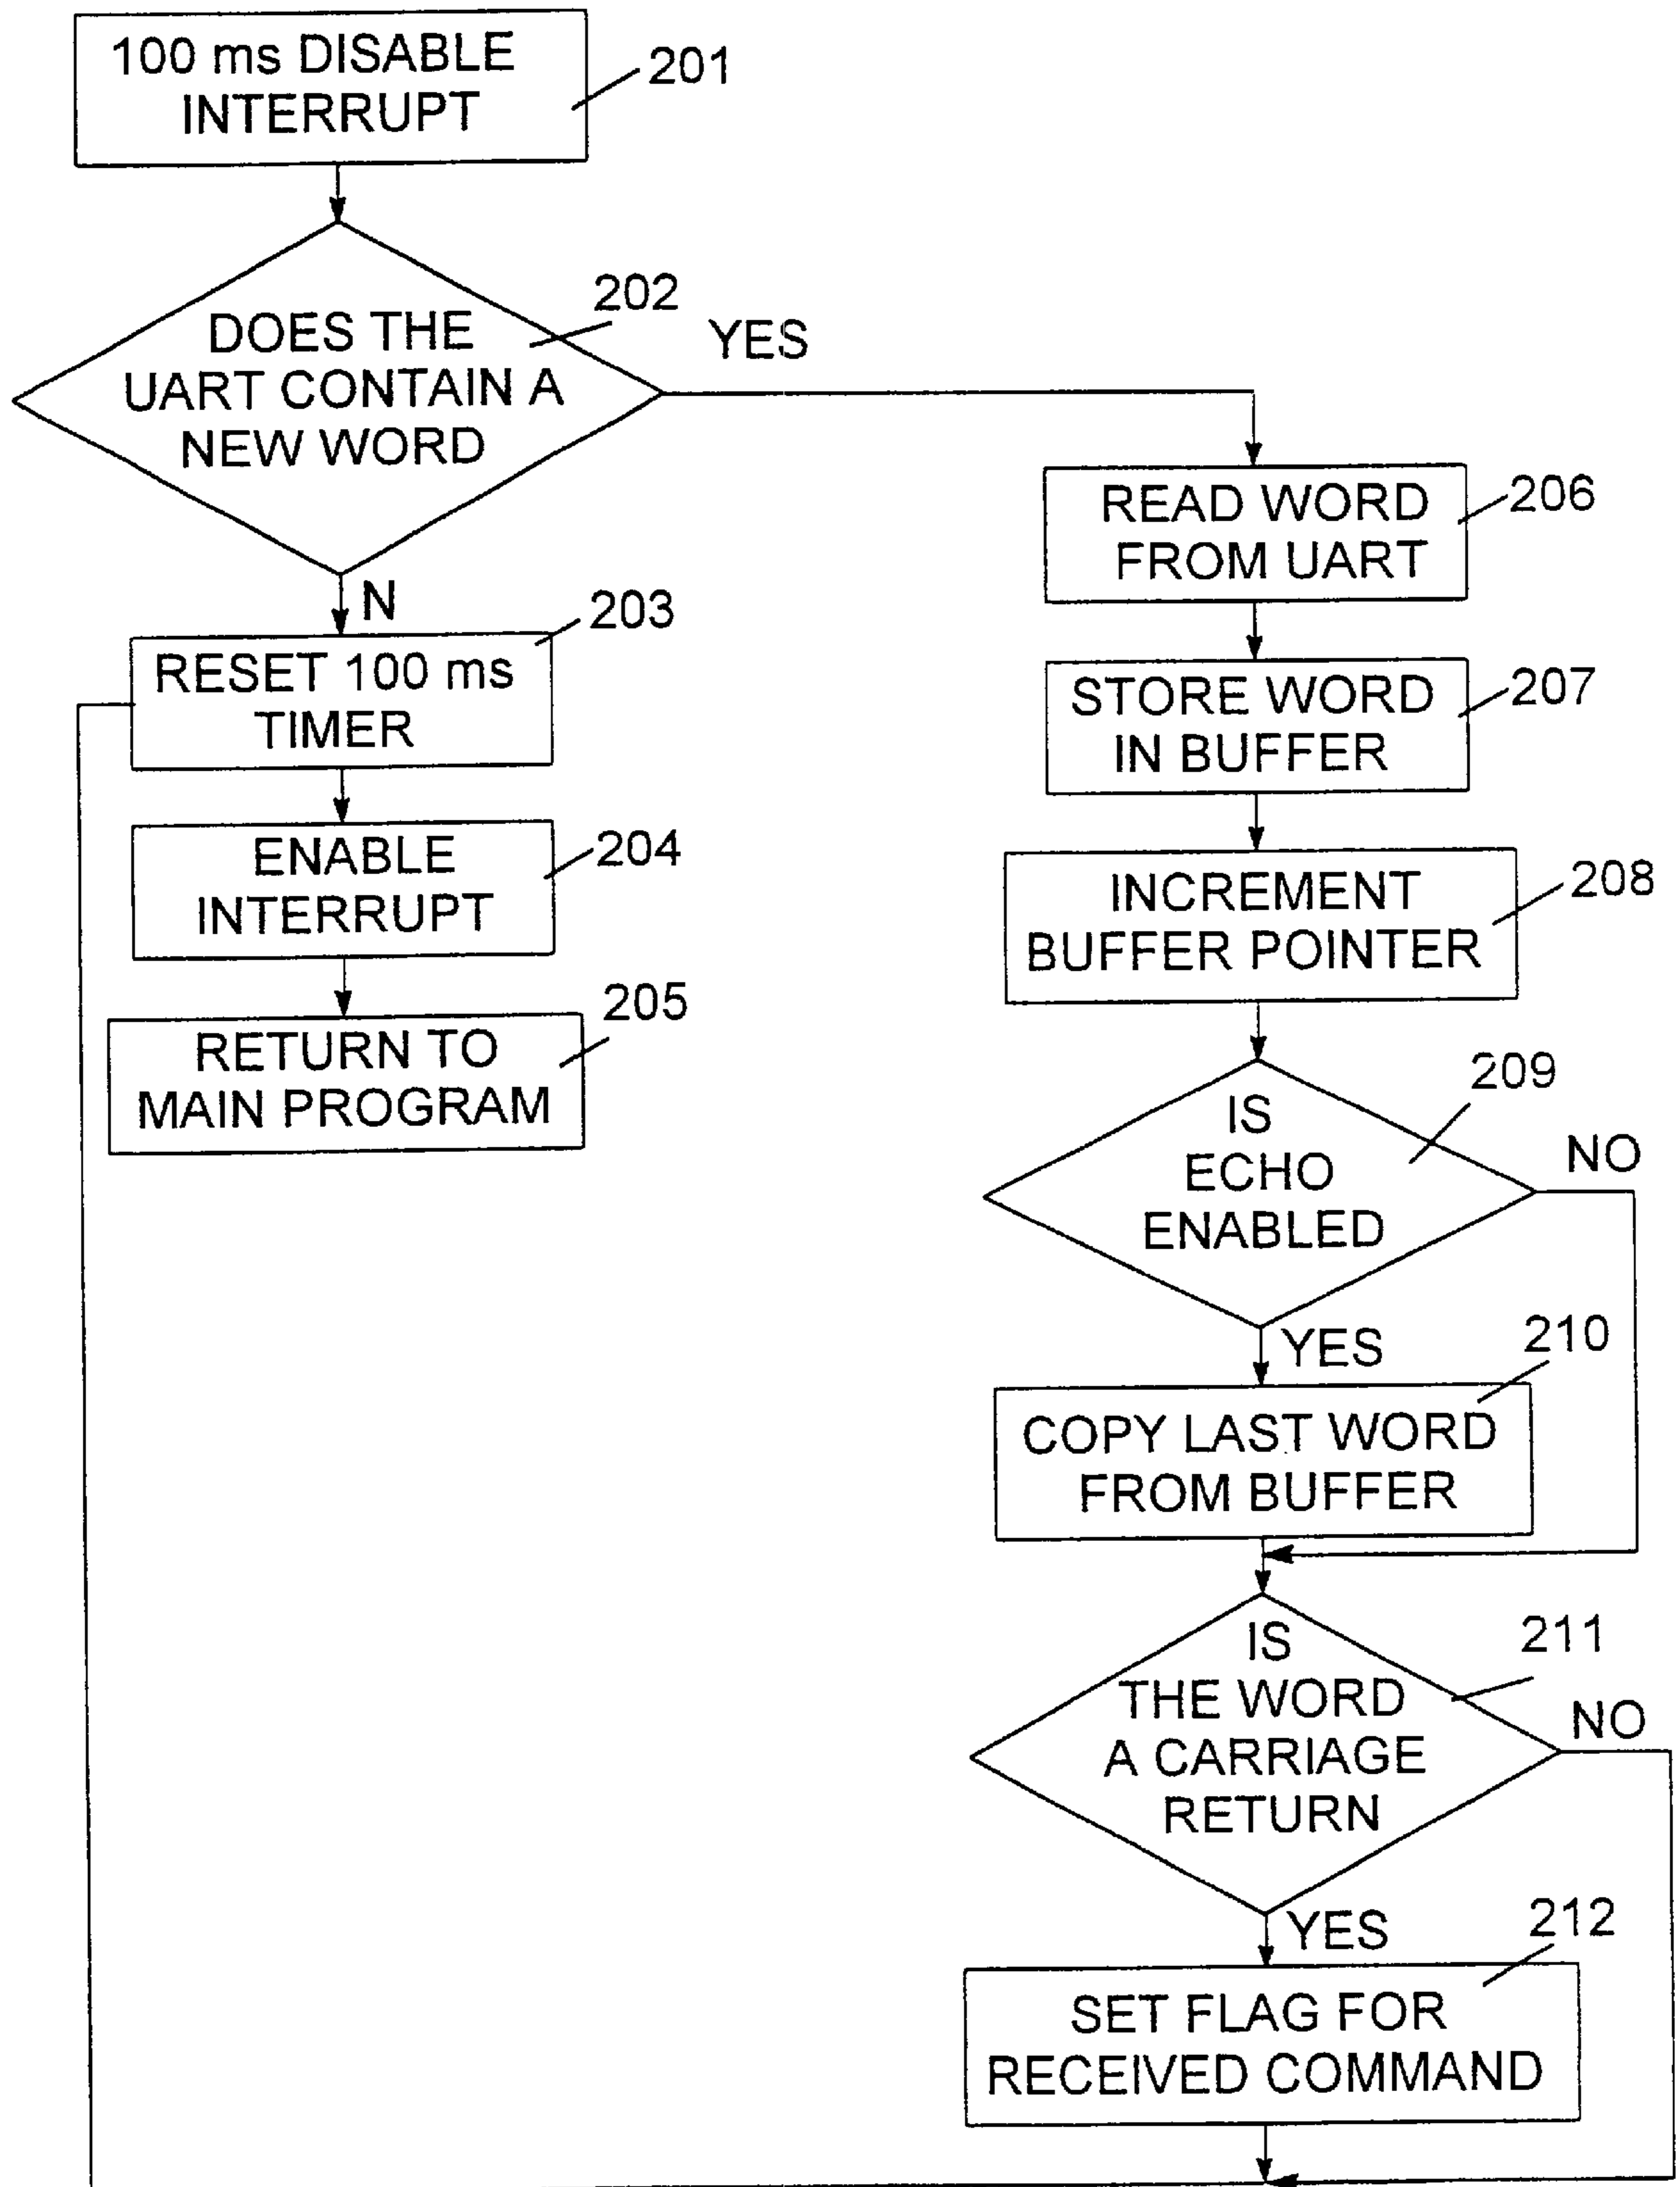 100 ms DISABLE
INTERRUPT
201
DOES THE
UART CONTAIN A
NEW WORD
202
YES
N
RESET 100 ms
TIMER
203
ENABLE
INTERRUPT
204
RETURN TO
MAIN PROGRAM
205
READ WORD
FROM UART
206
STORE WORD
IN BUFFER
207
INCREMENT
BUFFER POINTER
208
IS
ECHO
ENABLED
209
NO
YES
COPY LAST WORD
FROM BUFFER
210
IS
THE WORD
A CARRIAGE
RETURN
211
NO
YES
SET FLAG FOR
RECEIVED COMMAND
212